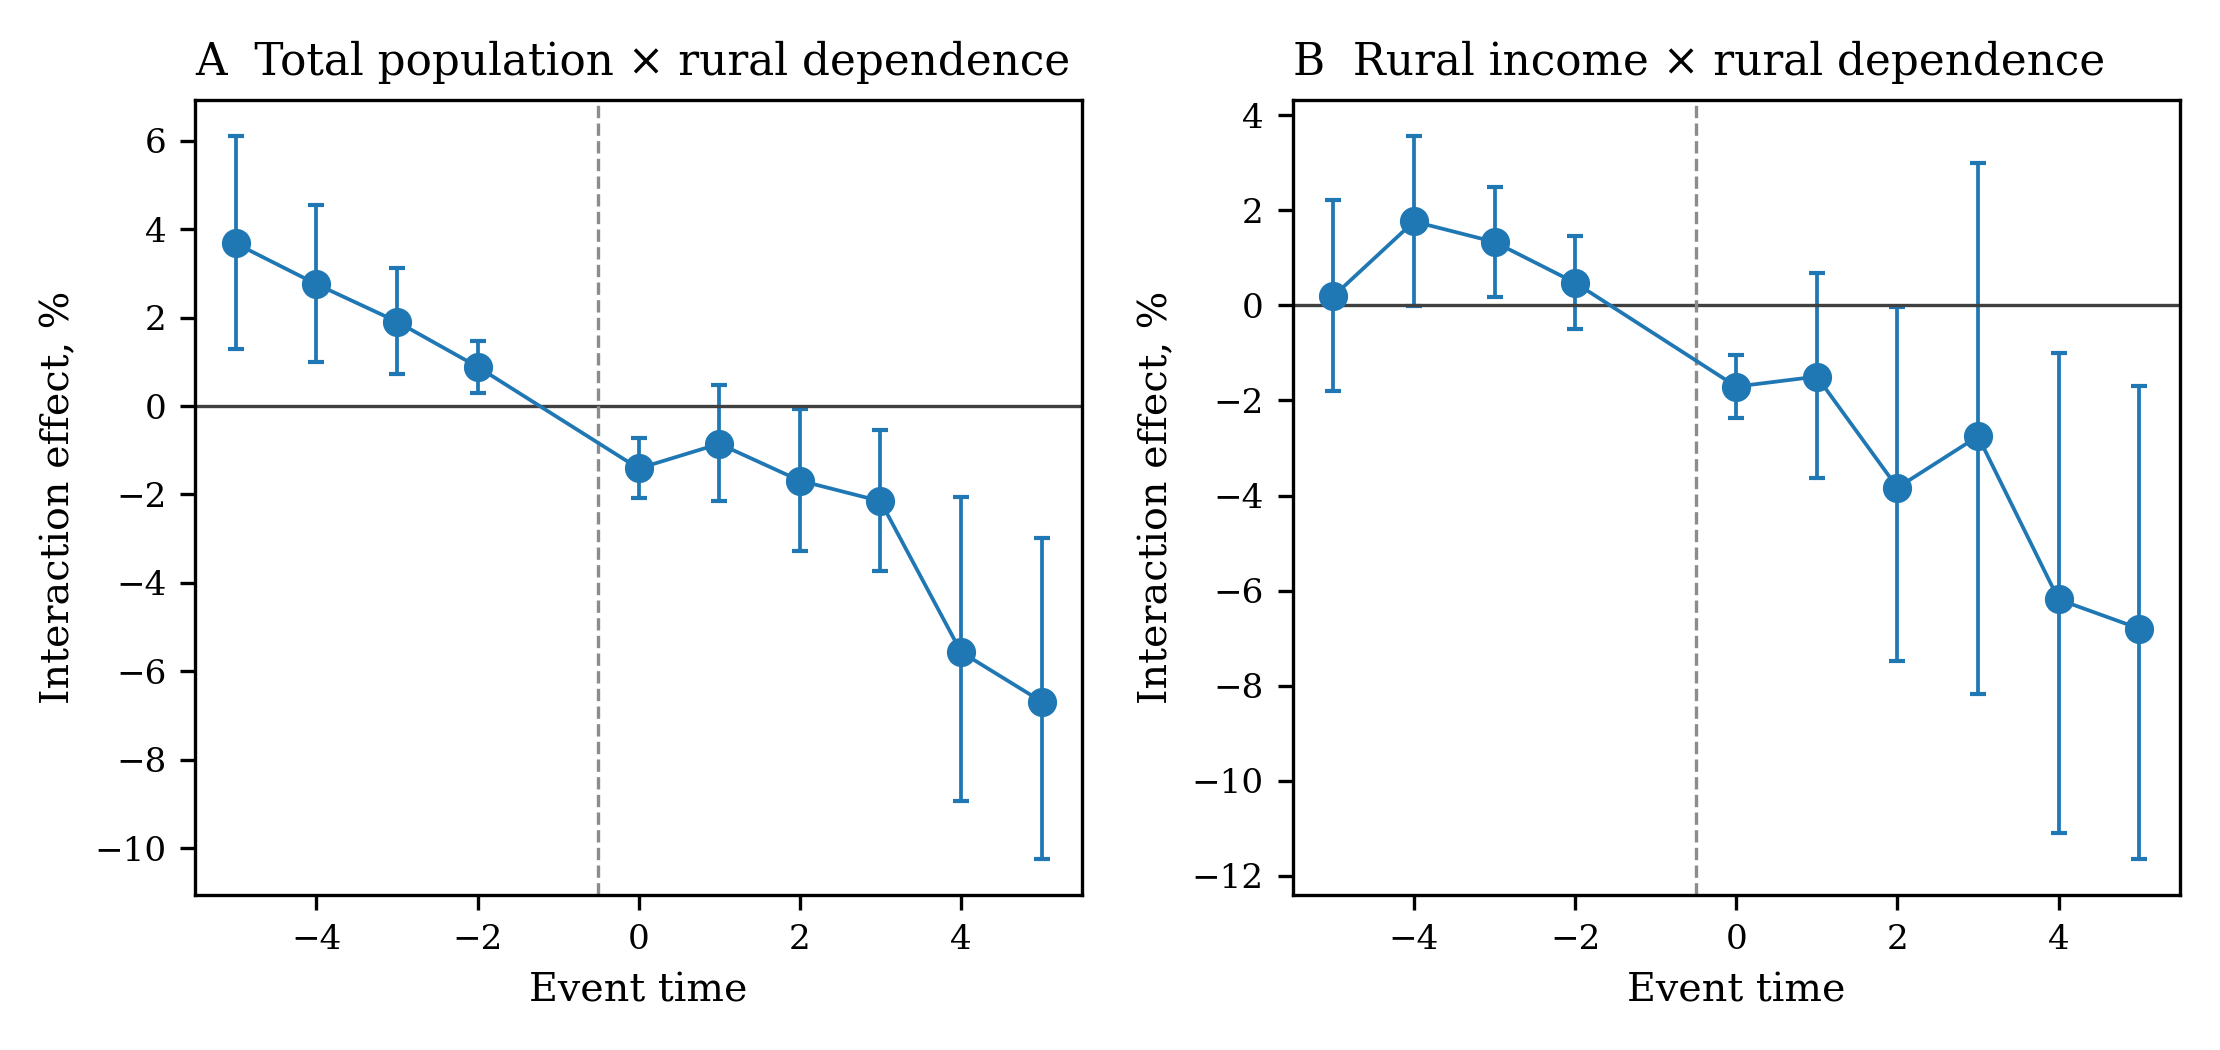 A Total population × rural dependence
6
4
2
0
−2
−4
−6
−8
−10
Interaction effect, %
−4 −2 0 2 4
Event time
B Rural income × rural dependence
4
2
0
−2
−4
−6
−8
−10
−12
Interaction effect, %
−4 −2 0 2 4
Event time